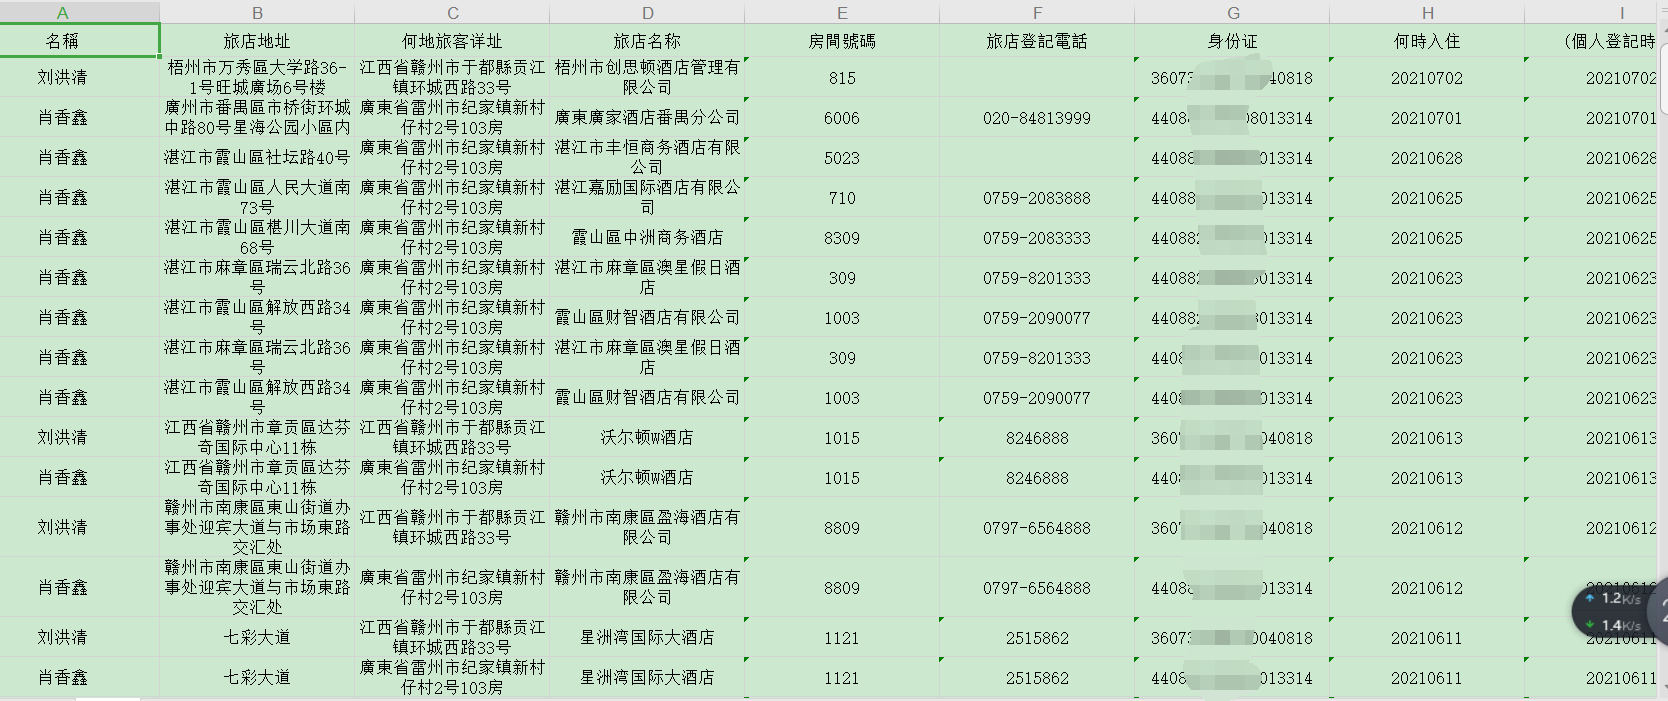 A B C D E F G H I
名稱 旅店地址 何地旅客详址 旅店名称 房間號碼 旅店登記電話 身份证 何時入住 (個人登記時
刘洪清 梧州市万秀區大学路36-1号旺城廣场6号楼 江西省赣州市于都縣贡江镇环城西路33号 梧州市创思顿酒店管理有限公司 815 36073 40818 20210702 20210702
肖香鑫 廣州市番禺區市桥街环城中路80号星海公园小區内 廣東省雷州市纪家镇新村仔村2号103房 廣東廣家酒店番禺分公司 6006 020-84813999 4408 08013314 20210701 20210701
肖香鑫 湛江市霞山區社坛路40号 廣東省雷州市纪家镇新村仔村2号103房 湛江市丰恒商务酒店有限公司 5023 44088 013314 20210628 20210628
肖香鑫 湛江市霞山區人民大道南73号 廣東省雷州市纪家镇新村仔村2号103房 湛江嘉励国际酒店有限公司 710 0759-2083888 44088 013314 20210625 20210625
肖香鑫 湛江市霞山區椹川大道南68号 廣東省雷州市纪家镇新村仔村2号103房 霞山區中洲商务酒店 8309 0759-2083333 440882 013314 20210625 20210625
肖香鑫 湛江市麻章區瑞云北路36号 廣東省雷州市纪家镇新村仔村2号103房 湛江市麻章區澳星假日酒店 309 0759-8201333 44088 013314 20210623 20210623
肖香鑫 湛江市霞山區解放西路34号 廣東省雷州市纪家镇新村仔村2号103房 霞山區财智酒店有限公司 1003 0759-2090077 440882 8013314 20210623 20210623
肖香鑫 湛江市麻章區瑞云北路36号 廣東省雷州市纪家镇新村仔村2号103房 湛江市麻章區澳星假日酒店 309 0759-8201333 4408 013314 20210623 20210623
肖香鑫 湛江市霞山區解放西路34号 廣東省雷州市纪家镇新村仔村2号103房 霞山區财智酒店有限公司 1003 0759-2090077 4408 013314 20210623 20210623
刘洪清 江西省赣州市章贡區达芬奇国际中心11栋 江西省赣州市于都縣贡江镇环城西路33号 沃尔顿w酒店 1015 8246888 360 040818 20210613 20210613
肖香鑫 江西省赣州市章贡區达芬奇国际中心11栋 廣東省雷州市纪家镇新村仔村2号103房 沃尔顿w酒店 1015 8246888 440 013314 20210613 20210613
刘洪清 赣州市南康區東山街道办事处迎宾大道与市场東路交汇处 江西省赣州市于都縣贡江镇环城西路33号 赣州市南康區盈海酒店有限公司 8809 0797-6564888 360 040818 20210612 20210612
肖香鑫 赣州市南康區東山街道办事处迎宾大道与市场東路交汇处 廣東省雷州市纪家镇新村仔村2号103房 赣州市南康區盈海酒店有限公司 8809 0797-6564888 4408 013314 20210612 20210612
刘洪清 七彩大道 江西省赣州市于都縣贡江镇环城西路33号 星洲湾国际大酒店 1121 2515862 36073 0040818 20210611 20210611
肖香鑫 七彩大道 廣東省雷州市纪家镇新村仔村2号103房 星洲湾国际大酒店 1121 2515862 4408 013314 20210611 20210611
1.2K/s
1.4K/s